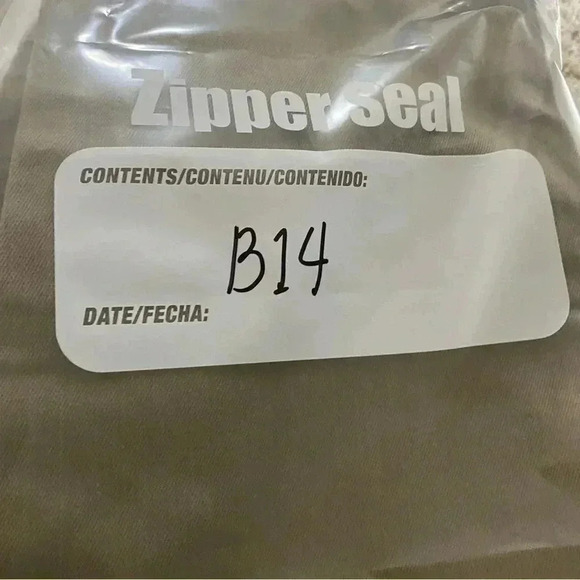 Zipper seal
CONTENTS/CONTENU/CONTENIDO:
B14
DATE/FECHA: